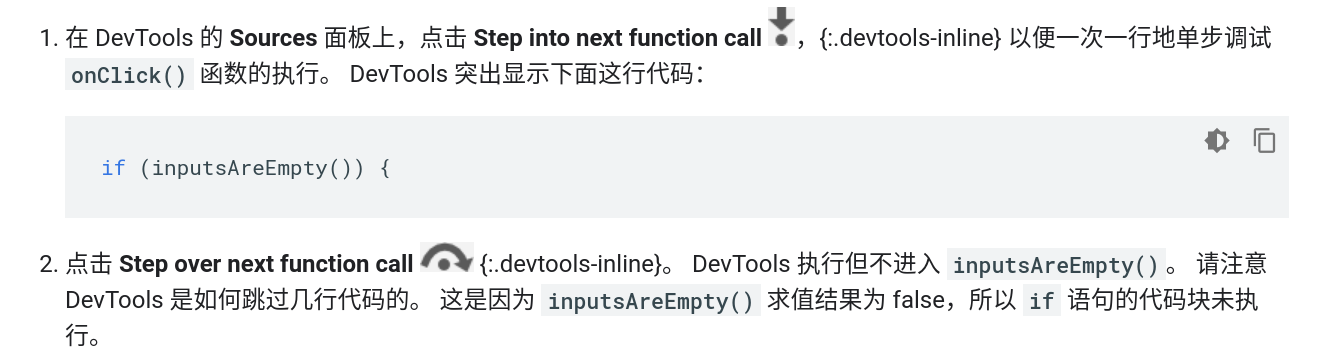 1. 在 DevTools 的 Sources 面板上，点击 Step into next function call ，{:.devtools-inline} 以便一次一行地单步调试
onClick() 函数的执行。 DevTools 突出显示下面这行代码：
if (inputsAreEmpty()) {
2. 点击 Step over next function call {:.devtools-inline}。 DevTools 执行但不进入 inputsAreEmpty()。 请注意
DevTools 是如何跳过几行代码的。 这是因为 inputsAreEmpty() 求值结果为 false，所以 if 语句的代码块未执
行。